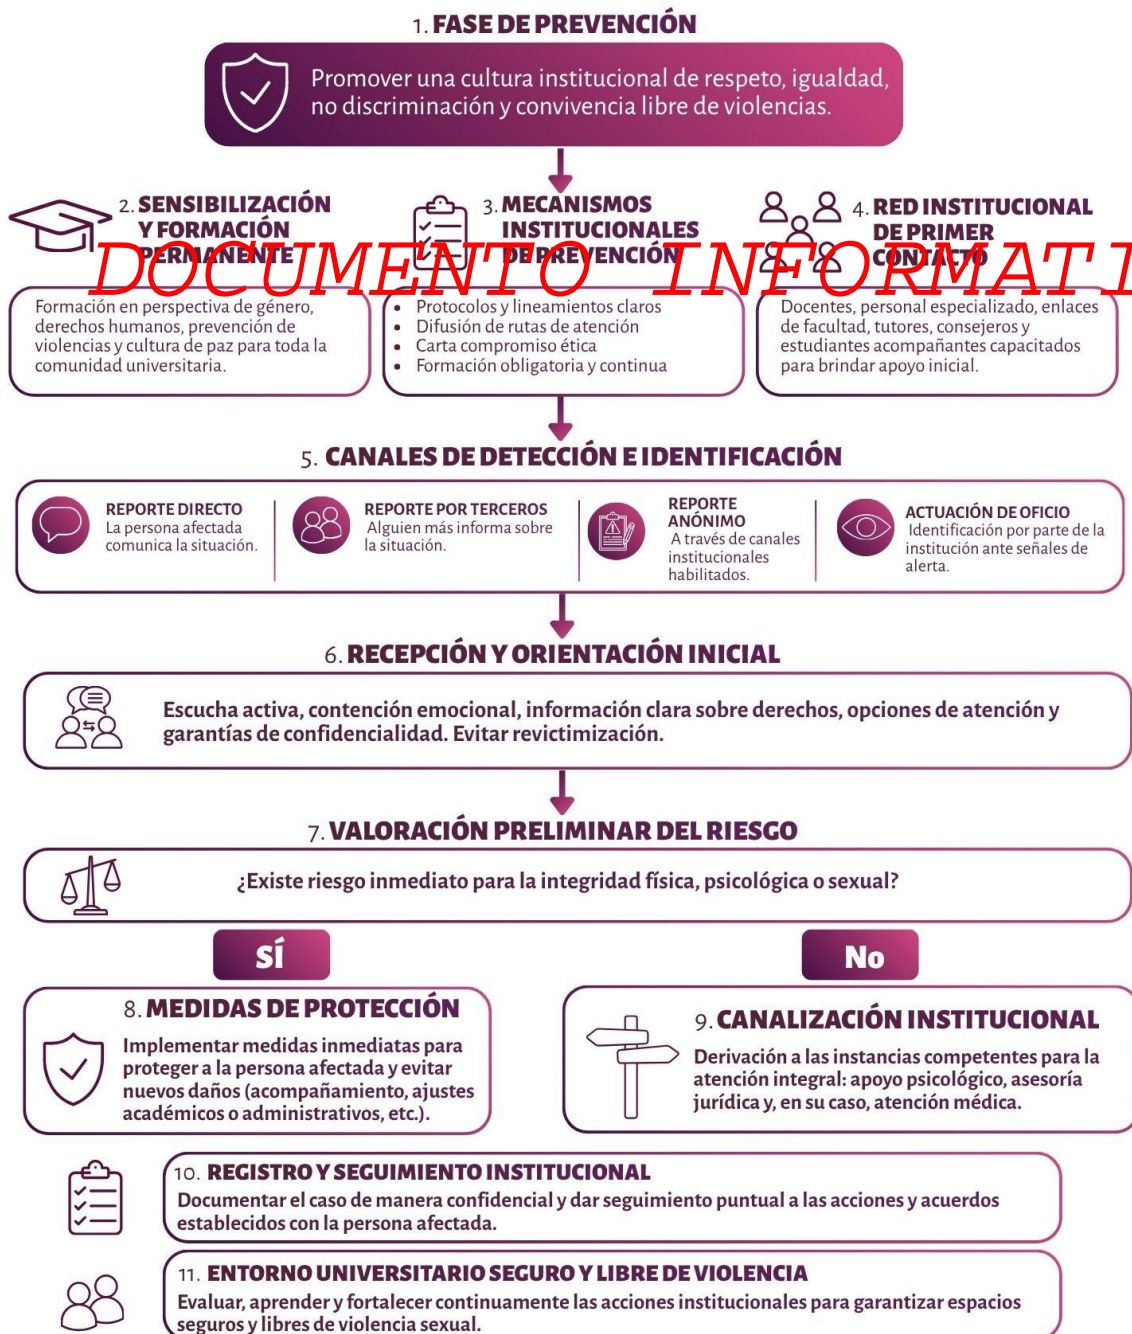 1. FASE DE PREVENCIÓN
Promover una cultura institucional de respeto, igualdad,
no discriminación y convivencia libre de violencias.
2. SENSIBILIZACIÓN
Y FORMACIÓN
PERMANENTE
3. MECANISMOS
INSTITUCIONALES
DE PREVENCIÓN
4. RED INSTITUCIONAL
DE PRIMER
CONTACTO
DOCUMENTO INFORMATI
Formación en perspectiva de género,
derechos humanos, prevención de
violencias y cultura de paz para toda la
comunidad universitaria.
• Protocolos y lineamientos claros
• Difusión de rutas de atención
• Carta compromiso ética
• Formación obligatoria y continua
Docentes, personal especializado, enlaces
de facultad, tutores, consejeros y
estudiantes acompañantes capacitados
para brindar apoyo inicial.
5. CANALES DE DETECCIÓN E IDENTIFICACIÓN
REPORTE DIRECTO
La persona afectada
comunica la situación.
REPORTE POR TERCEROS
Alguien más informa sobre
la situación.
REPORTE
ANÓNIMO
A través de canales
institucionales
habilitados.
ACTUACIÓN DE OFICIO
Identificación por parte de la
institución ante señales de
alerta.
6. RECEPCIÓN Y ORIENTACIÓN INICIAL
Escucha activa, contención emocional, información clara sobre derechos, opciones de atención y
garantías de confidencialidad. Evitar revictimización.
7. VALORACIÓN PRELIMINAR DEL RIESGO
¿Existe riesgo inmediato para la integridad física, psicológica o sexual?
SÍ
No
8. MEDIDAS DE PROTECCIÓN
Implementar medidas inmediatas para
proteger a la persona afectada y evitar
nuevos daños (acompañamiento, ajustes
académicos o administrativos, etc.).
9. CANALIZACIÓN INSTITUCIONAL
Derivación a las instancias competentes para la
atención integral: apoyo psicológico, asesoría
jurídica y, en su caso, atención médica.
10. REGISTRO Y SEGUIMIENTO INSTITUCIONAL
Documentar el caso de manera confidencial y dar seguimiento puntual a las acciones y acuerdos
establecidos con la persona afectada.
11. ENTORNO UNIVERSITARIO SEGURO Y LIBRE DE VIOLENCIA
Evaluar, aprender y fortalecer continuamente las acciones institucionales para garantizar espacios
seguros y libres de violencia sexual.